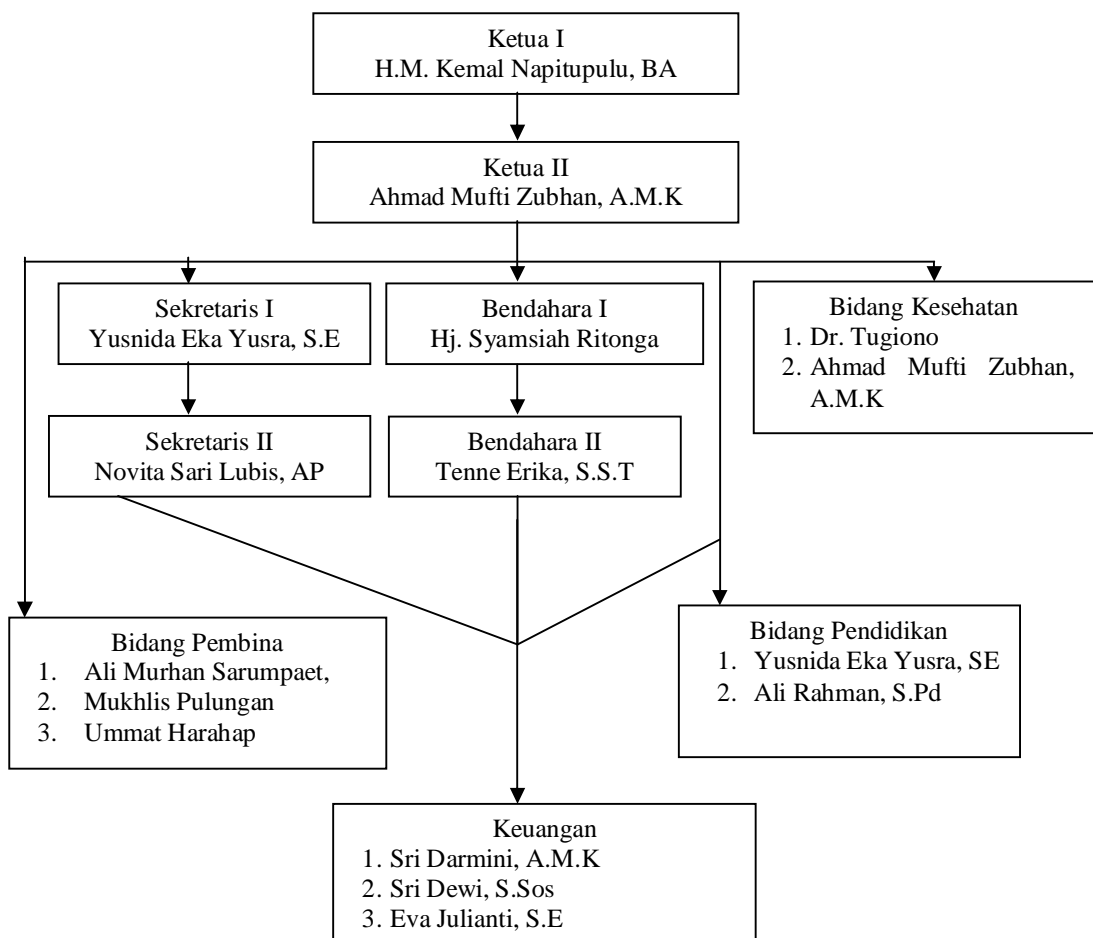 Ketua I
H.M. Kemal Napitupulu, BA
Ketua II
Ahmad Mufti Zubhan, A.M.K
Sekretaris I
Yusnida Eka Yusra, S.E
Bendahara I
Hj. Syamsiah Ritonga
Bidang Kesehatan
1. Dr. Tugiono
2. Ahmad Mufti Zubhan,
A.M.K
Sekretaris II
Novita Sari Lubis, AP
Bendahara II
Tenne Erika, S.S.T
Bidang Pembina
1. Ali Murhan Sarumpaet,
2. Mukhlis Pulungan
3. Ummat Harahap
Bidang Pendidikan
1. Yusnida Eka Yusra, SE
2. Ali Rahman, S.Pd
Keuangan
1. Sri Darmini, A.M.K
2. Sri Dewi, S.Sos
3. Eva Julianti, S.E